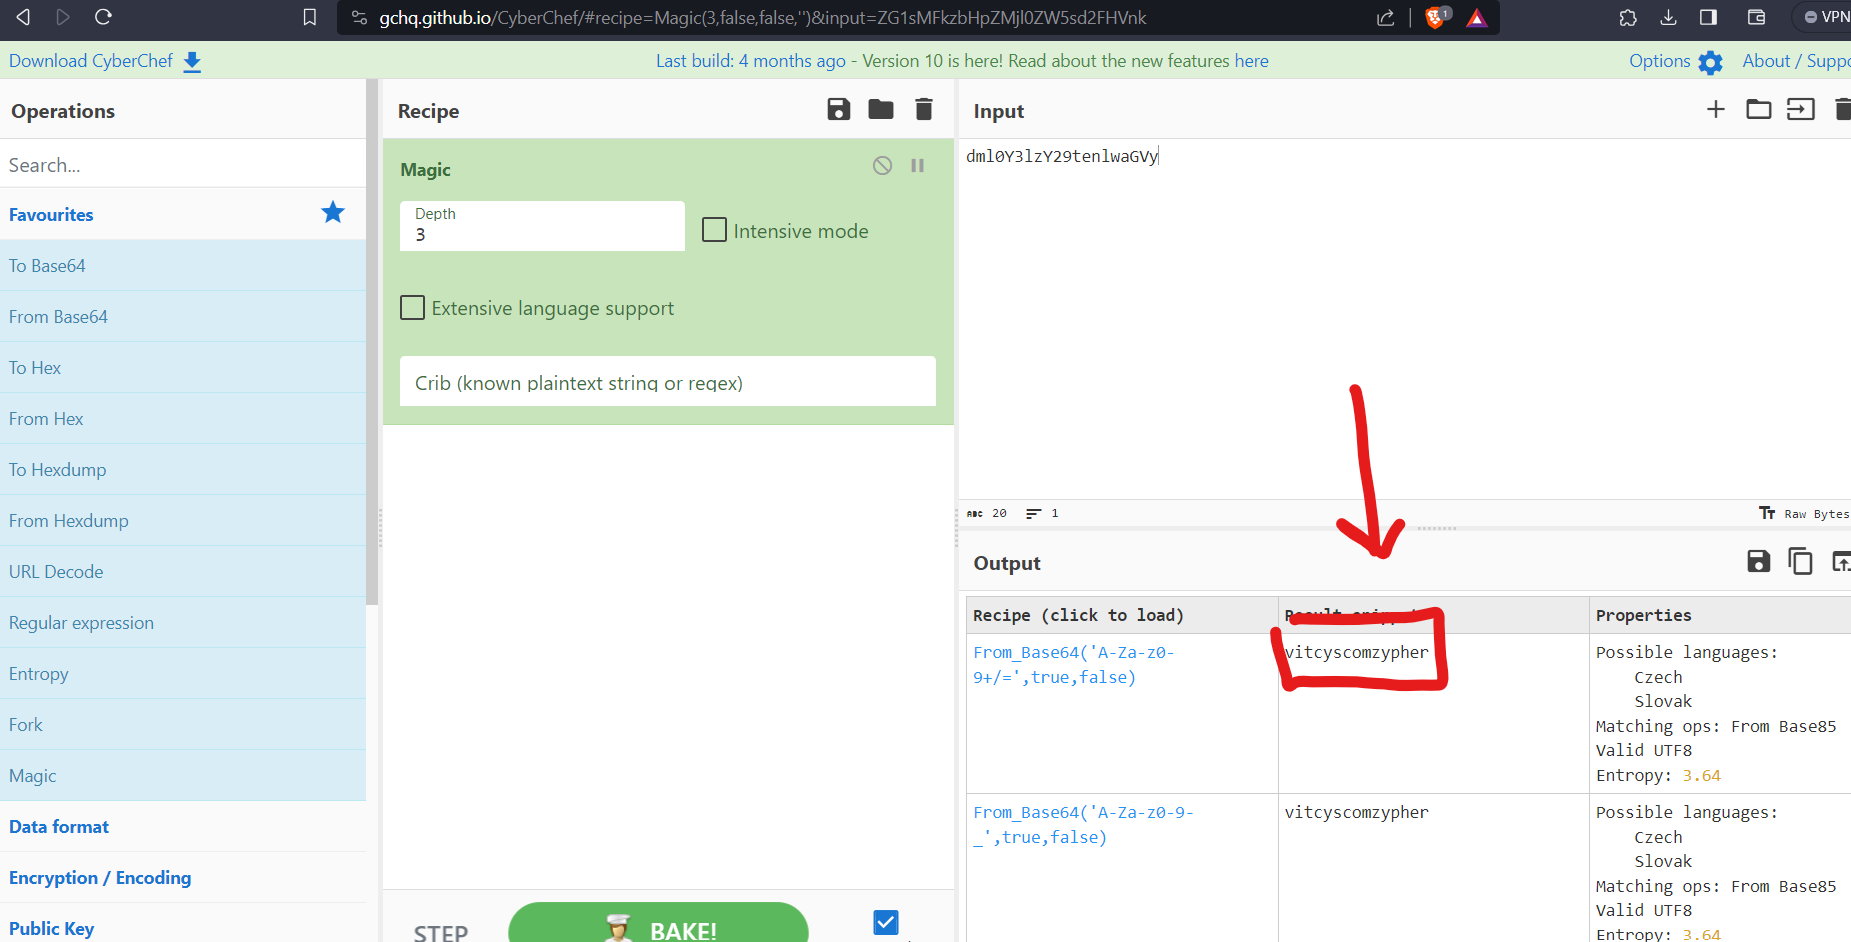 gchq.github.io/CyberChef/#recipe=Magic(3,false,false,'')&input=ZG1sMFkzbHpZMjl0ZW5sd2FHVnk
1
VPN
Download CyberChef
Last build: 4 months ago - Version 10 is here! Read about the new features here
Options
About / Suppo
Operations
Search...
Favourites
To Base64
From Base64
To Hex
From Hex
To Hexdump
From Hexdump
URL Decode
Regular expression
Entropy
Fork
Magic
Data format
Encryption / Encoding
Public Key
Recipe
Magic
Depth
3
Intensive mode
Extensive language support
Crib (known plaintext string or regex)
STEP
BAKE!
Input
dml0Y3lzY29tenlwaGVy
ABC 20 1
Tт Raw Bytes
Output
Recipe (click to load)
Properties
From_Base64('A-Za-z0-
9+/=',true,false)
vitcyscomzypher
Possible languages:
Czech
Slovak
Matching ops: From Base85
Valid UTF8
Entropy: 3.64
From_Base64('A-Za-z0-9-
_',true,false)
vitcyscomzypher
Possible languages:
Czech
Slovak
Matching ops: From Base85
Valid UTF8
Entropy: 3.64